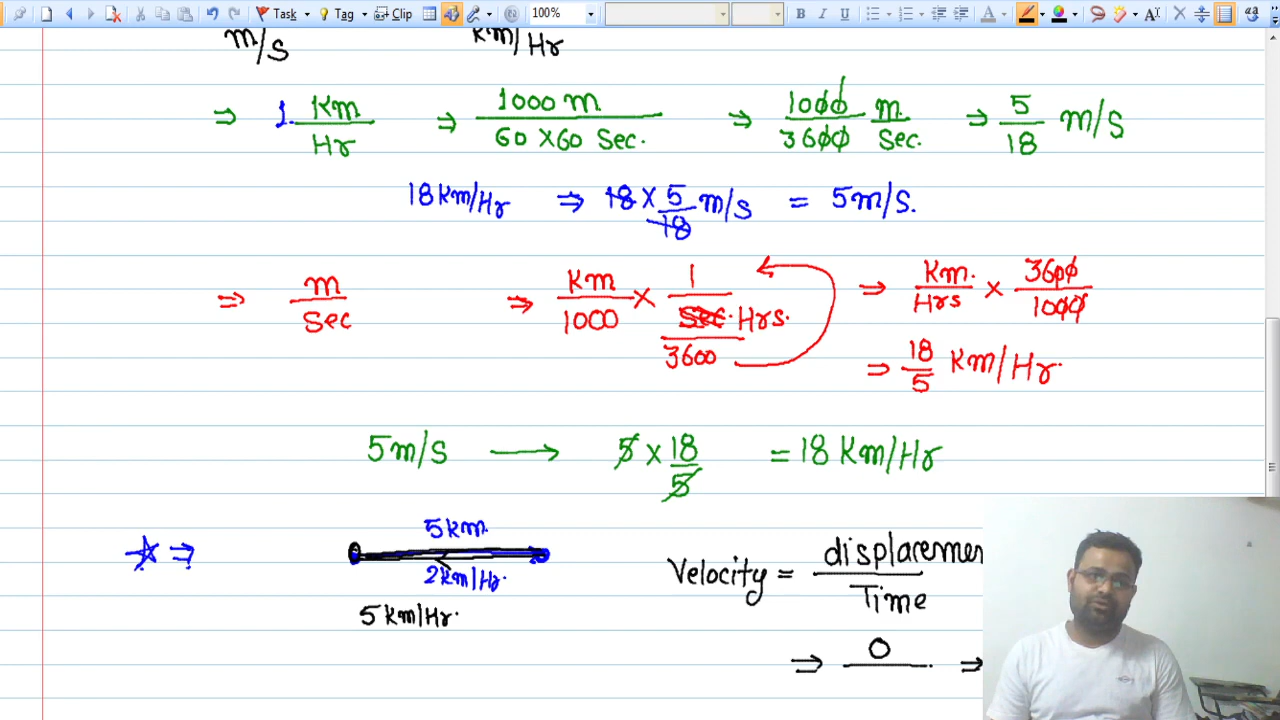 Task Tag Clip 100% B I U A
m/s Km/Hr
⇒ 1. Km/Hr ⇒ 1000 m/60 × 60 Sec. ⇒ 1000/3600 m/Sec. ⇒ 5/18 m/s
18 Km/Hr ⇒ 18 × 5/18 m/s = 5 m/s.
⇒ m/Sec ⇒ Km/1000 × 1/Hrs./3600 ⇒ Km./Hrs × 3600/1000
⇒ 18/5 Km/Hr.
5 m/s → 5 × 18/5 = 18 Km/Hr
☆ ⇒ 5 km.
2 km/Hr.
5 km/Hr.
Velocity = displacemen/Time
⇒ 0/ ⇒